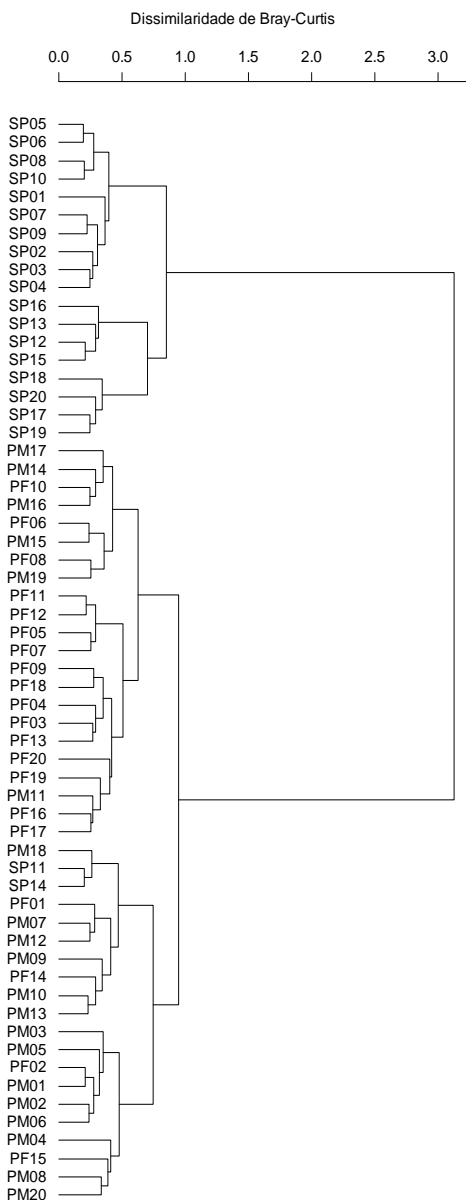 Dissimilaridade de Bray-Curtis
0.0 0.5 1.0 1.5 2.0 2.5 3.0
SP05
SP06
SP08
SP10
SP01
SP07
SP09
SP02
SP03
SP04
SP16
SP13
SP12
SP15
SP18
SP20
SP17
SP19
PM17
PM14
PF10
PM16
PF06
PM15
PF08
PM19
PF11
PF12
PF05
PF07
PF09
PF18
PF04
PF03
PF13
PF20
PF19
PM11
PF16
PF17
PM18
SP11
SP14
PF01
PM07
PM12
PM09
PF14
PM10
PM13
PM03
PM05
PF02
PM01
PM02
PM06
PM04
PF15
PM08
PM20